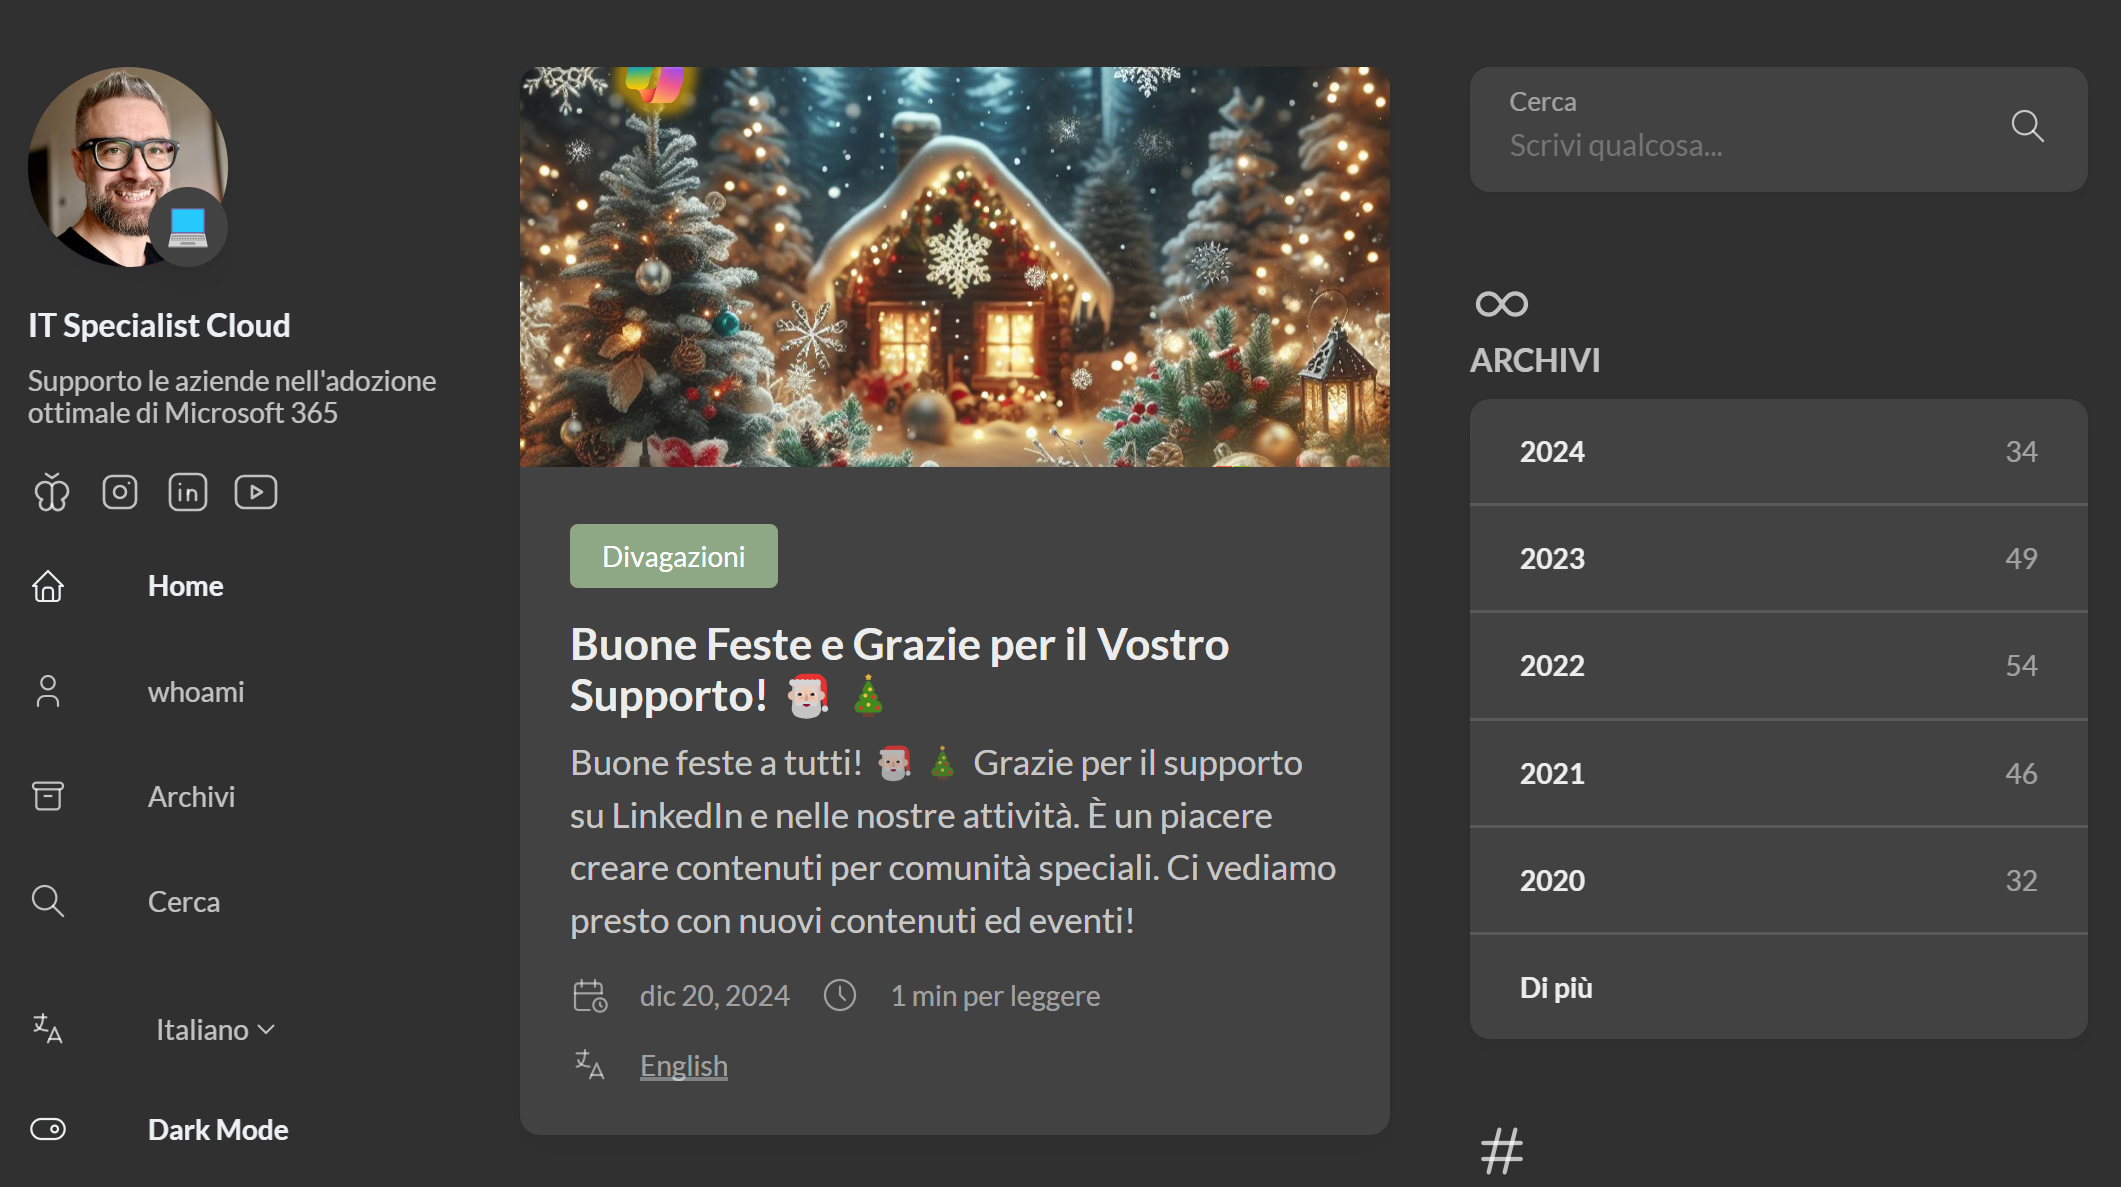 IT Specialist Cloud
Supporto le aziende nell'adozione
ottimale di Microsoft 365
Home
whoami
Archivi
Cerca
Italiano
Dark Mode
Divagazioni
Buone Feste e Grazie per il Vostro
Supporto! 🎅 🎄
Buone feste a tutti! 🎅 🎄 Grazie per il supporto
su LinkedIn e nelle nostre attività. È un piacere
creare contenuti per comunità speciali. Ci vediamo
presto con nuovi contenuti ed eventi!
dic 20, 2024 1 min per leggere
English
Cerca
Scrivi qualcosa...
ARCHIVI
2024 34
2023 49
2022 54
2021 46
2020 32
Di più